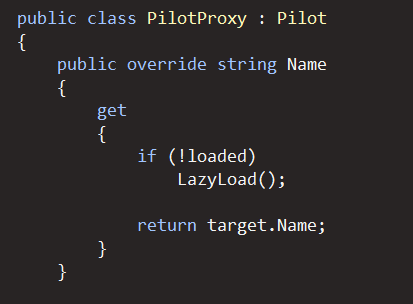 public class PilotProxy : Pilot
{
    public override string Name
    {
        get
        {
            if (!loaded)
                LazyLoad();

            return target.Name;
        }
    }